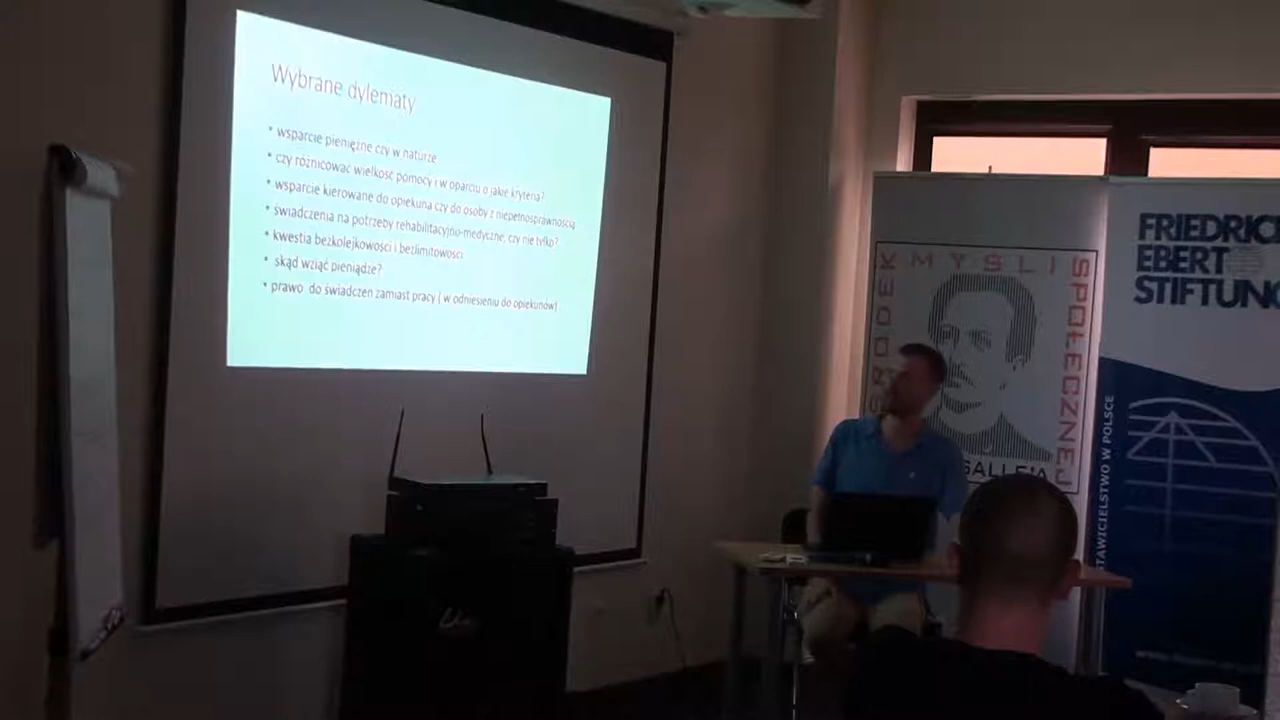 Wybrane dylematy
• wsparcie pieniężne czy w naturze
• czy różnicować wielkość pomocy i w oparciu o jakie kryteria?
• wsparcie kierowane do opiekuna czy do osoby z niepełnosprawnością
• świadczenia na potrzeby rehabilitacyjno-medyczne, czy nie tylko?
• kwestia bezkolejkowości i bezlimitowości
• skąd wziąć pieniądze?
• prawo do świadczeń zamiast pracy ( w odniesieniu do opiekunów)
OŚRODEK MYŚLI SPOŁECZNEJ
SALLE'A
FRIEDRICH
EBERT
STIFTUNG
STAWICIELSTWO W POLSCE